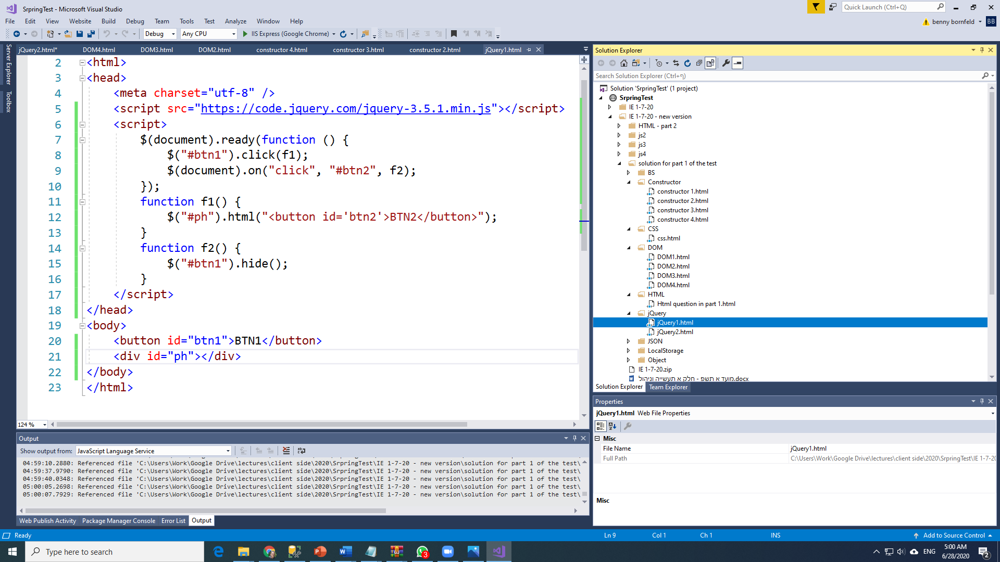 SrpringTest - Microsoft Visual Studio
Quick Launch (Ctrl+Q)
File Edit View Website Build Debug Team Tools Test Analyze Window Help
benny bornfeld BB
Debug Any CPU IIS Express (Google Chrome)
Server Explorer
Toolbox
jQuery2.html* DOM4.html DOM3.html DOM2.html constructor 4.html constructor 3.html constructor 2.html jQuery1.html
2 <html>
3 <head>
4 <meta charset="utf-8" />
5 <script src="https://code.jquery.com/jquery-3.5.1.min.js"></script>
6 <script>
7 $(document).ready(function () {
8 $("#btn1").click(f1);
9 $(document).on("click", "#btn2", f2);
10 });
11 function f1() {
12 $("#ph").html("<button id='btn2'>BTN2</button>");
13 }
14 function f2() {
15 $("#btn1").hide();
16 }
17 </script>
18 </head>
19 <body>
20 <button id="btn1">BTN1</button>
21 <div id="ph"></div>
22 </body>
23 </html>
124 %
Output
Show output from: JavaScript Language Service
04:59:10.2880: Referenced file 'C:\Users\Work\Google Drive\lectures\client side\2020\SrpringTest\IE 1-7-20 - new version\solution for part 1 of the test\
04:59:37.9790: Referenced file 'C:\Users\Work\Google Drive\lectures\client side\2020\SrpringTest\IE 1-7-20 - new version\solution for part 1 of the test\
04:59:40.0348: Referenced file 'C:\Users\Work\Google Drive\lectures\client side\2020\SrpringTest\IE 1-7-20 - new version\solution for part 1 of the test\
05:00:05.2698: Referenced file 'C:\Users\Work\Google Drive\lectures\client side\2020\SrpringTest\IE 1-7-20 - new version\solution for part 1 of the test\
05:00:07.7929: Referenced file 'C:\Users\Work\Google Drive\lectures\client side\2020\SrpringTest\IE 1-7-20 - new version\solution for part 1 of the test\
Web Publish Activity Package Manager Console Error List Output
Solution Explorer
Search Solution Explorer (Ctrl+ף)
Solution 'SrpringTest' (1 project)
SrpringTest
IE 1-7-20
IE 1-7-20 - new version
HTML - part 2
js2
js3
js4
solution for part 1 of the test
BS
Constructor
constructor 1.html
constructor 2.html
constructor 3.html
constructor 4.html
CSS
css.html
DOM
DOM1.html
DOM2.html
DOM3.html
DOM4.html
HTML
Html question in part 1.html
jQuery
jQuery1.html
jQuery2.html
JSON
LocalStorage
Object
IE 1-7-20.zip
מועד א תשפ - חלק א תעשייה וניהול.docx
Solution Explorer Team Explorer
Properties
jQuery1.html Web File Properties
Misc
File Name jQuery1.html
Full Path C:\Users\Work\Google Drive\lectures\client side\2020\SrpringTest\IE 1-7-20
Misc
Ready Ln 9 Col 1 Ch 1 INS Add to Source Control
Type here to search
3
ENG
5:00 AM
6/28/2020
2